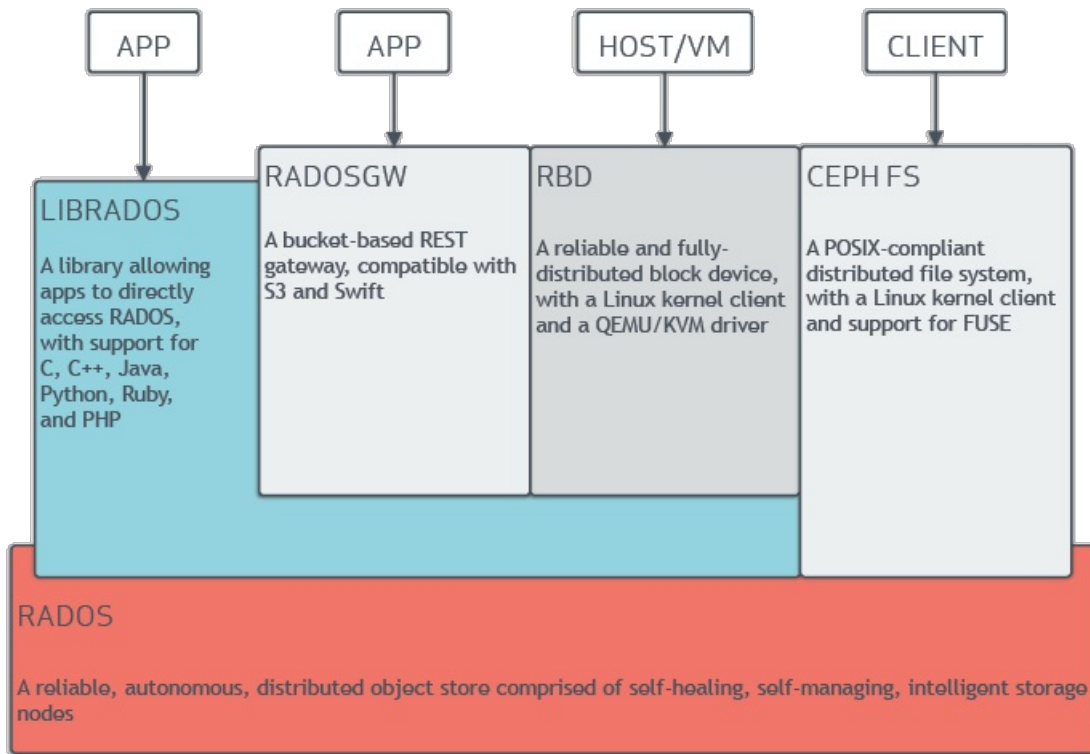 APP
APP
HOST/VM
CLIENT
LIBRADOS
A library allowing
apps to directly
access RADOS,
with support for
C, C++, Java,
Python, Ruby,
and PHP
RADOSGW
A bucket-based REST
gateway, compatible with
S3 and Swift
RBD
A reliable and fully-
distributed block device,
with a Linux kernel client
and a QEMU/KVM driver
CEPH FS
A POSIX-compliant
distributed file system,
with a Linux kernel client
and support for FUSE
RADOS
A reliable, autonomous, distributed object store comprised of self-healing, self-managing, intelligent storage
nodes